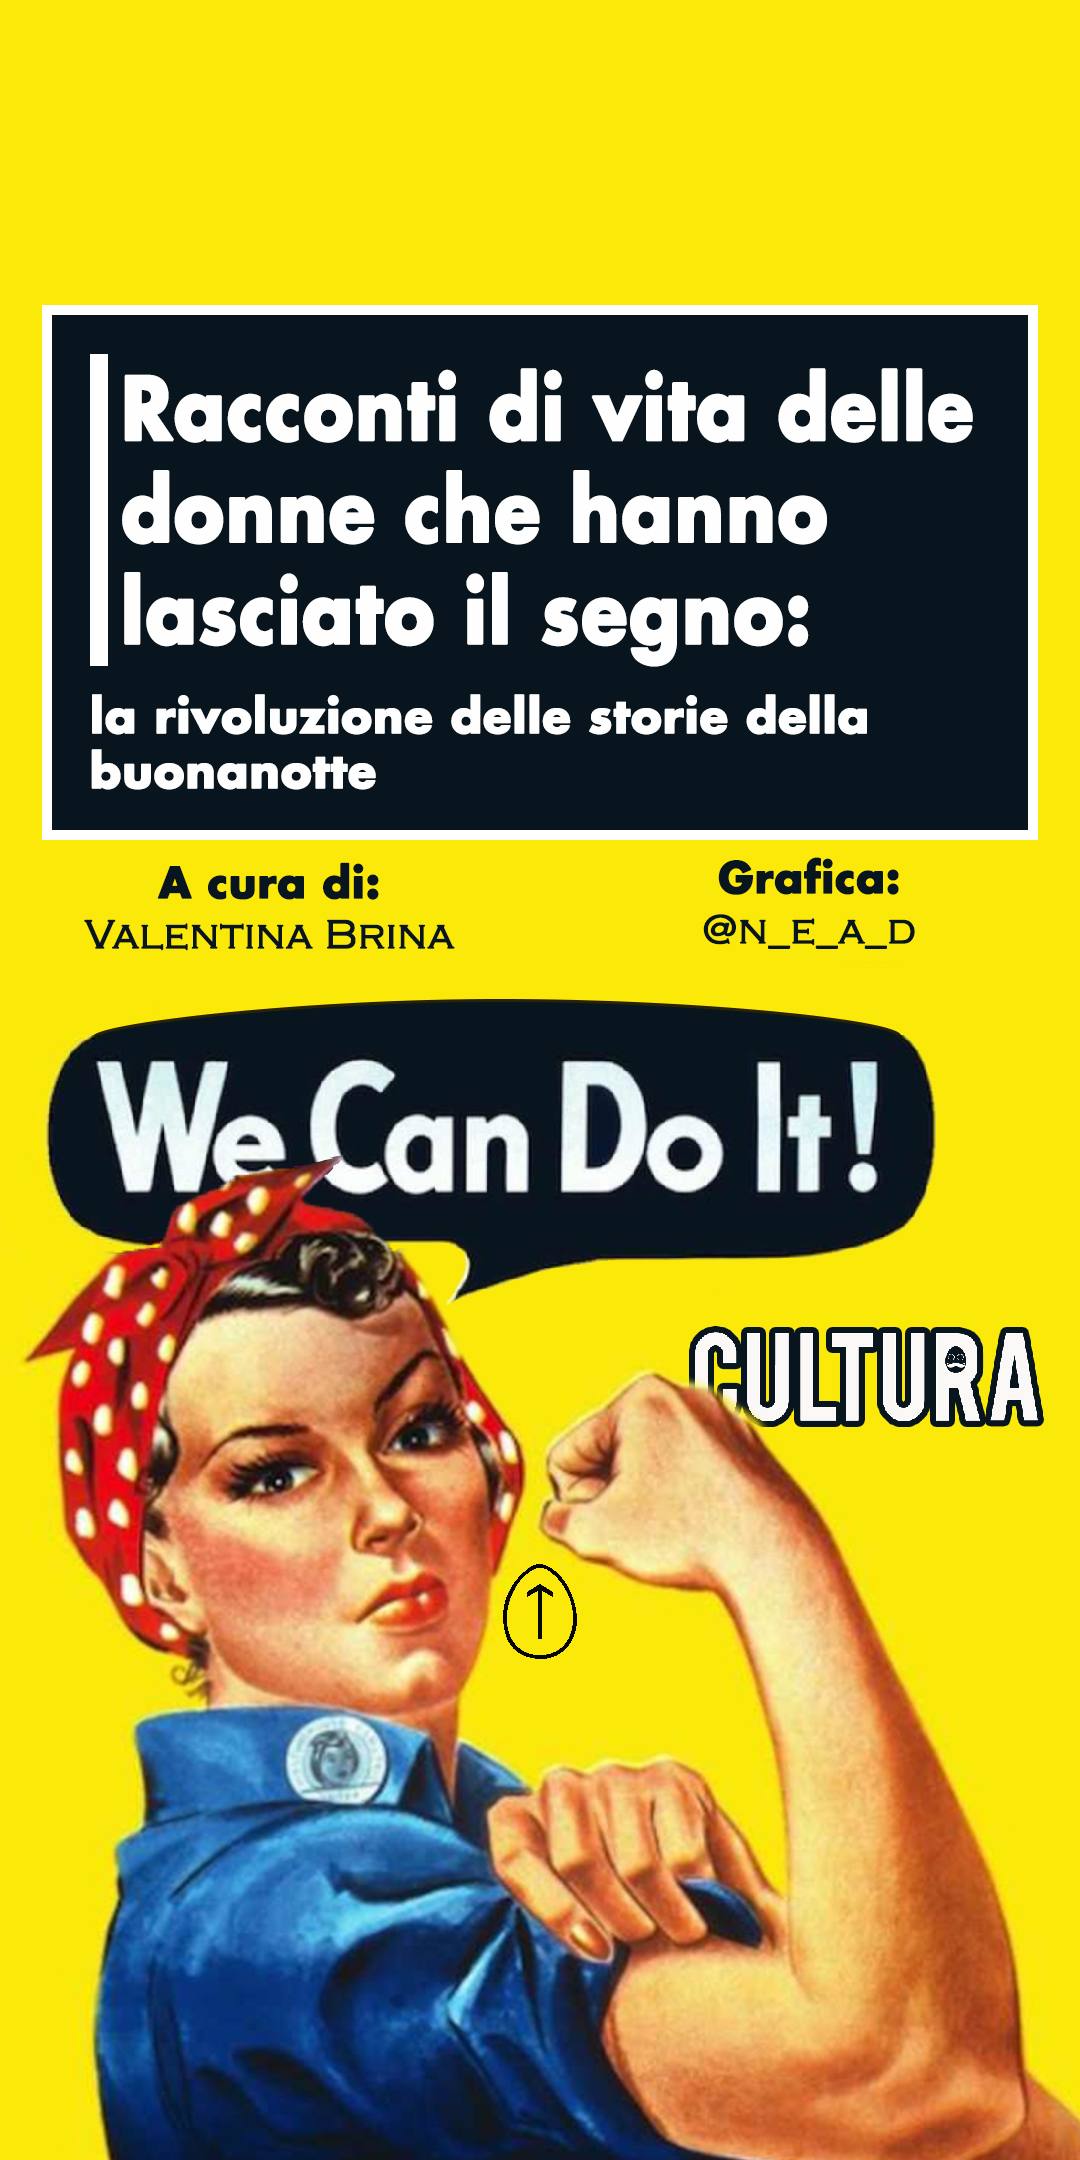 Racconti di vita delle
donne che hanno
lasciato il segno:
la rivoluzione delle storie della
buonanotte
A cura di:
VALENTINA BRINA
Grafica:
@N_E_A_D
We Can Do It!
CULTURA